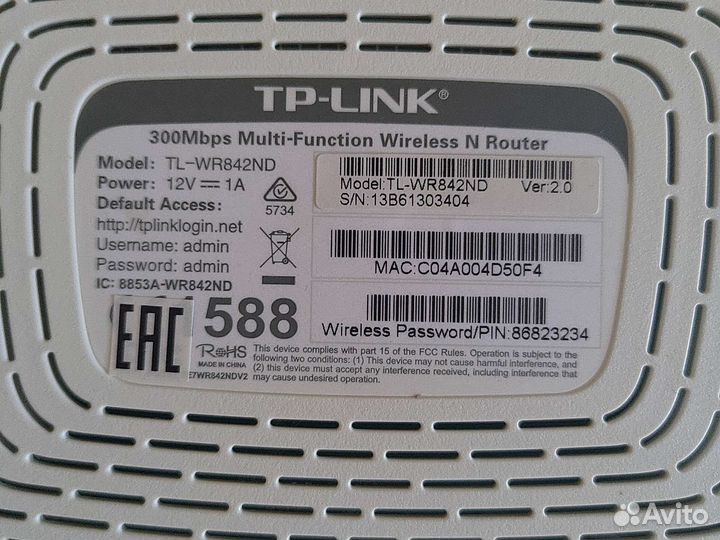 TP-LINK®
300Mbps Multi-Function Wireless N Router
Model: TL-WR842ND
Power: 12V⎓1A
Default Access:
http://tplinklogin.net
Username: admin
Password: admin
IC: 8853A-WR842ND
5734
Model:TL-WR842ND Ver:2.0
S/N:13B61303404
MAC:C04A004D50F4
Wireless Password/PIN:86823234
EAC
1588
RoHS
MADE IN CHINA
E7WR842NDV2
This device complies with part 15 of the FCC Rules. Operation is subject to the
following two conditions: (1) This device may not cause harmful interference, and
(2) this device must accept any interference received, including interference that
may cause undesired operation.
Avito